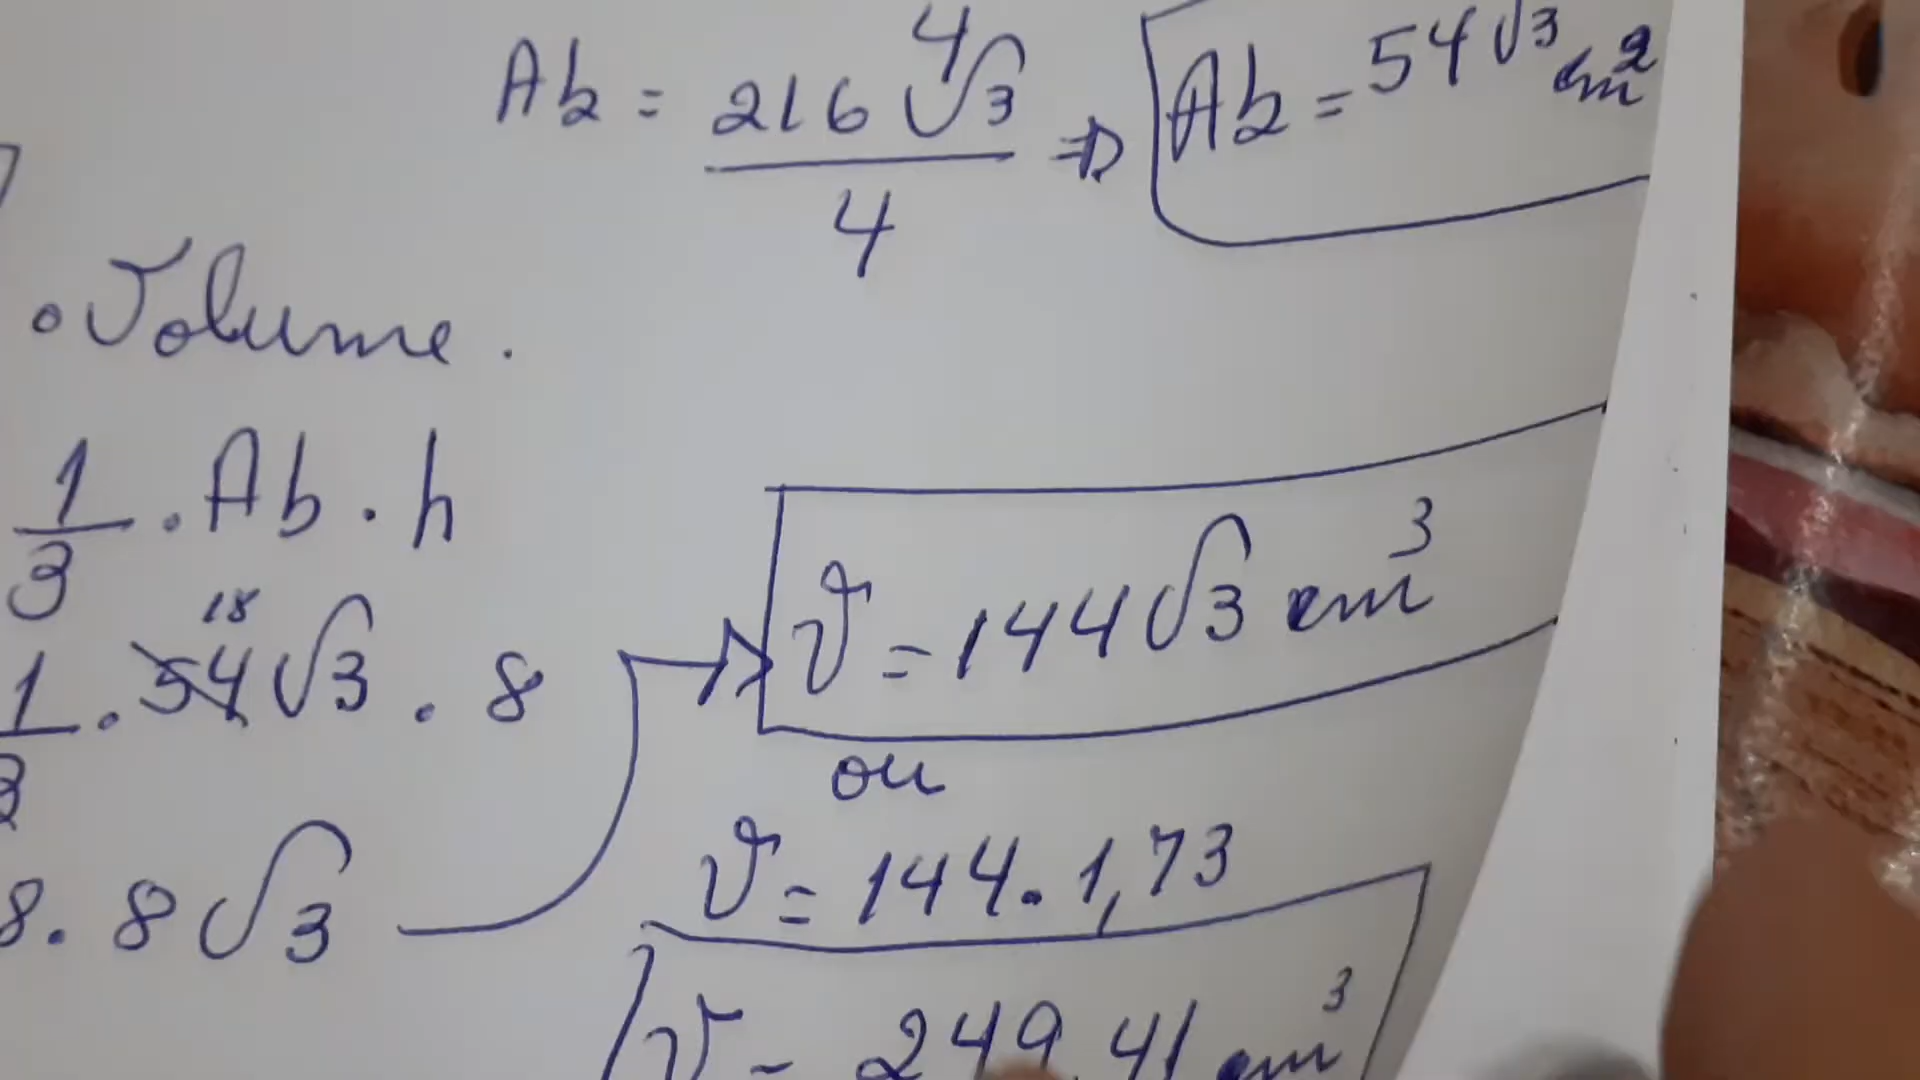 4
Ab = 216√3 / 4 ⇒ Ab = 54√3 cm²
• Volume.
1/3 . Ab . h
18
1/3 . 54√3 . 8
V = 144√3 cm³
ou
V = 144 . 1,73
8 . 8√3
V = 249,41 cm³